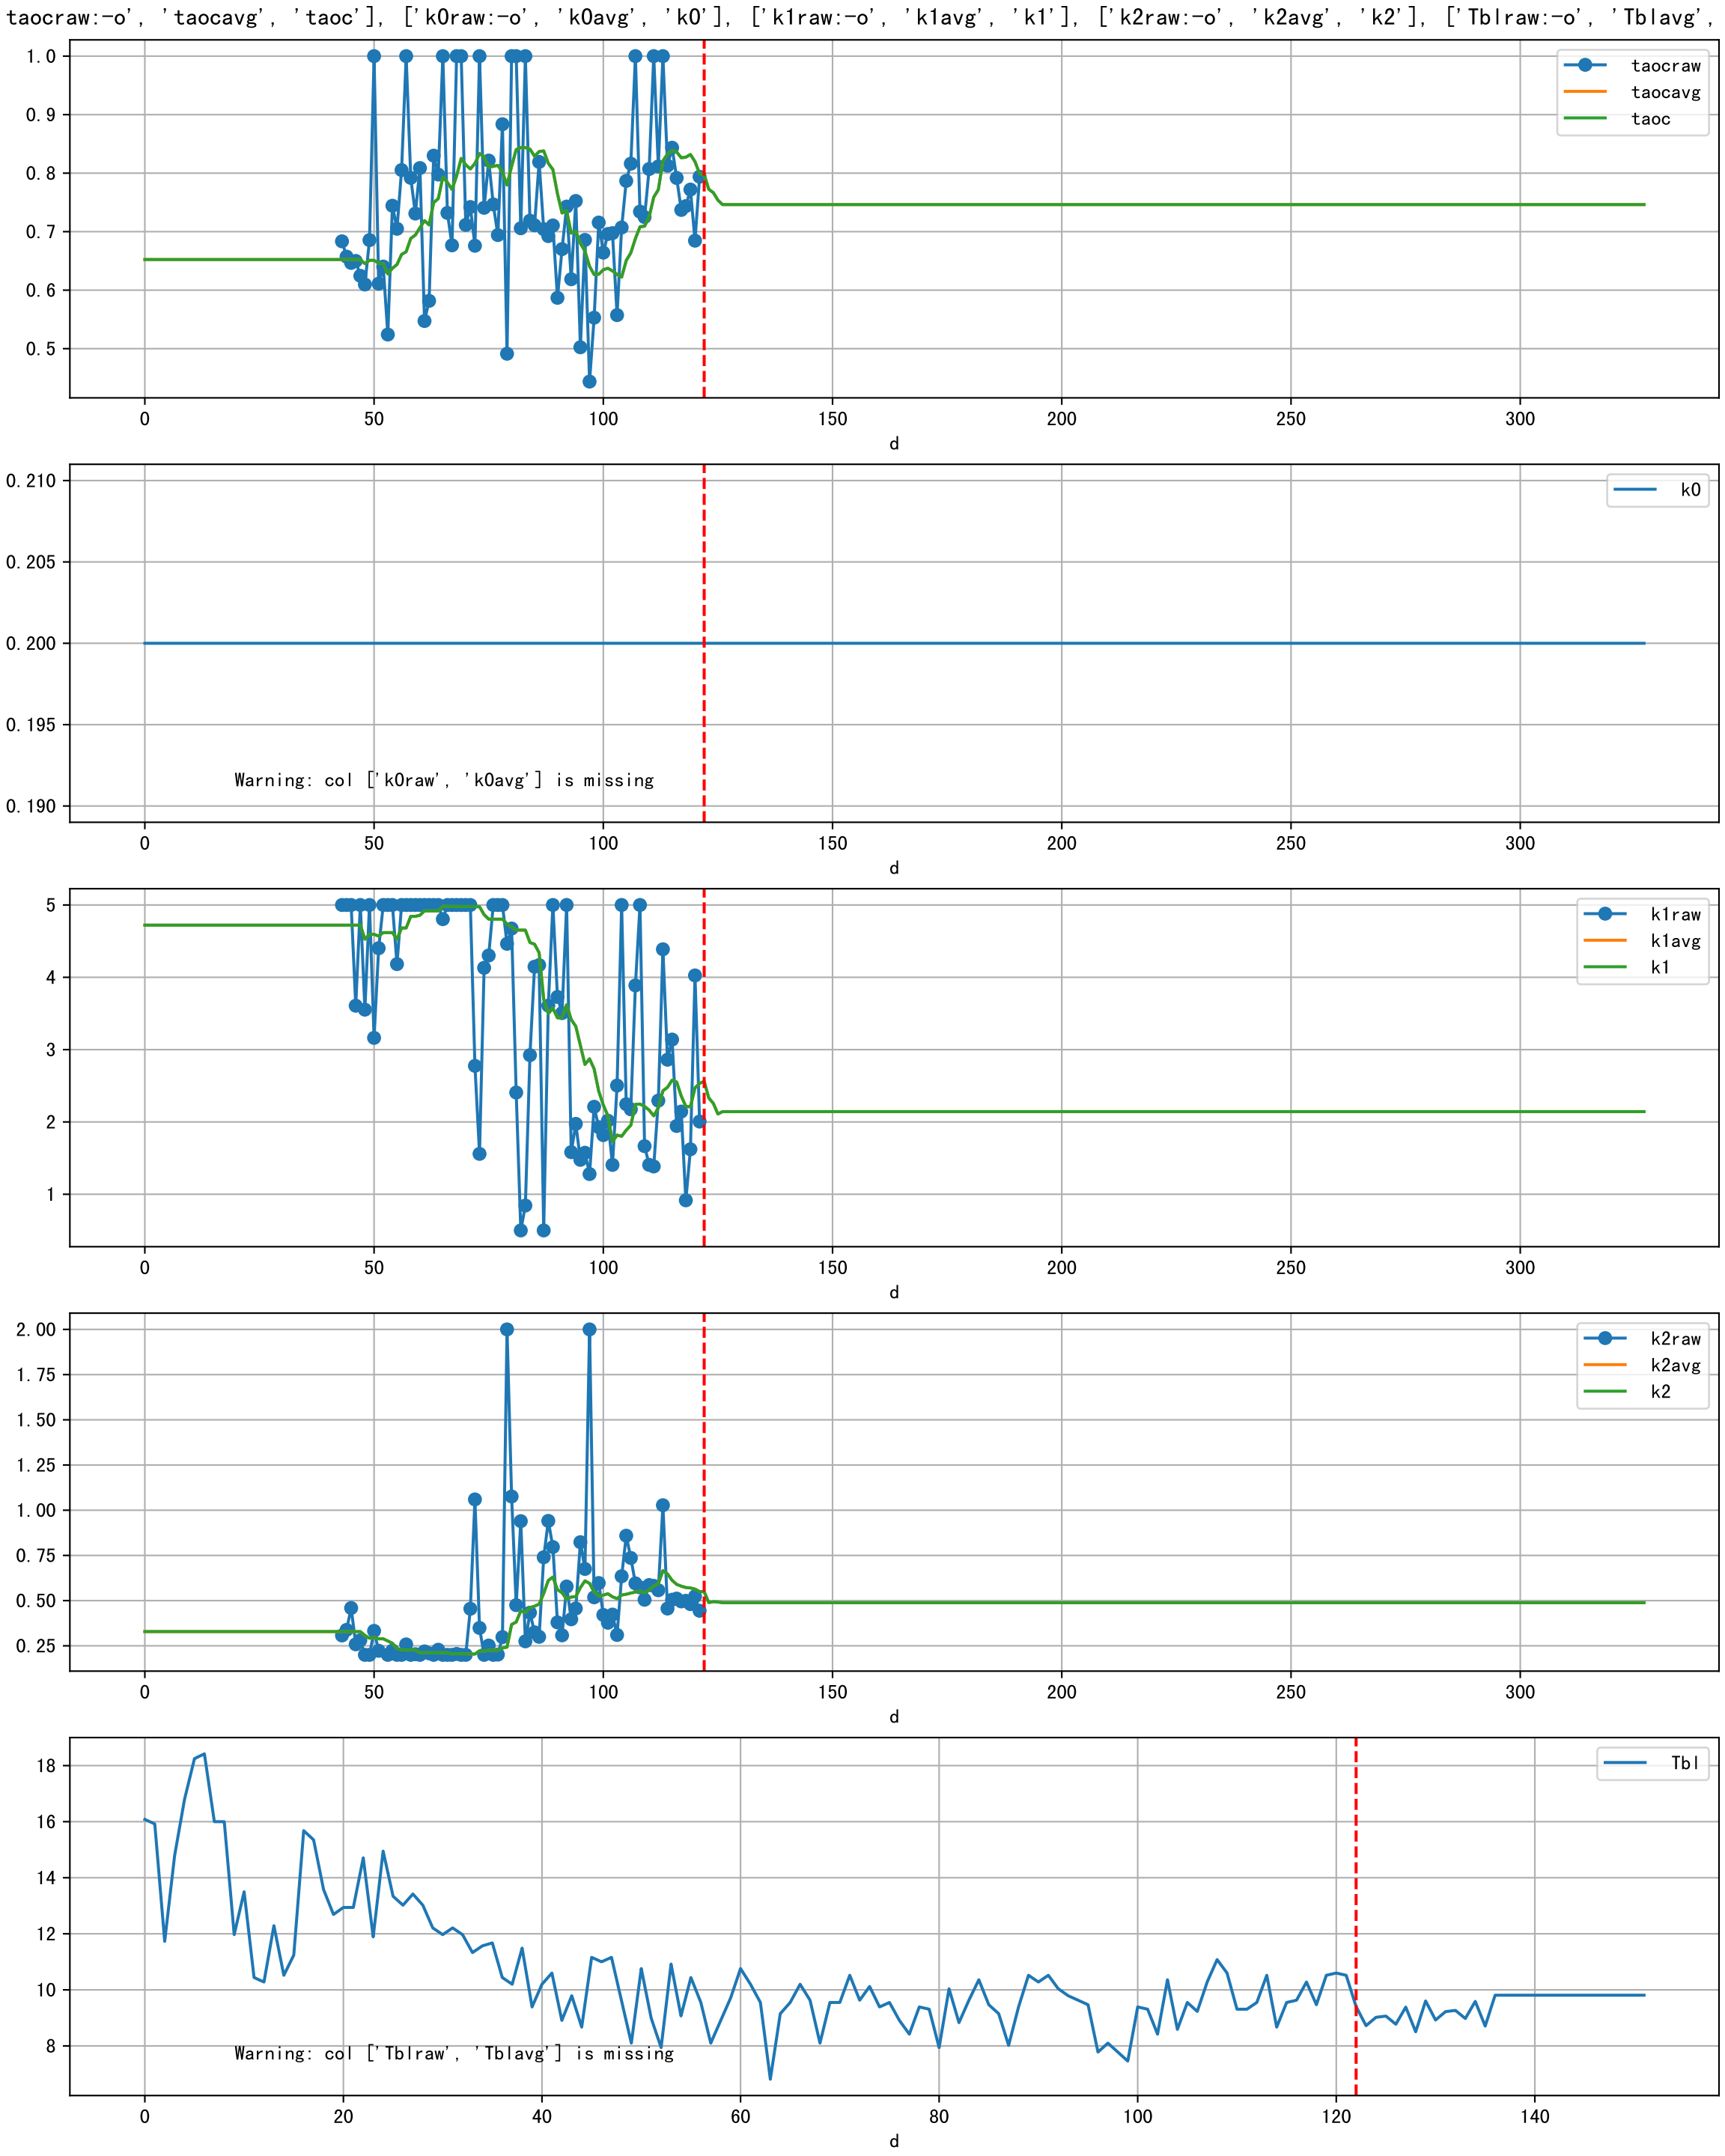 taocraw:-o', 'taocavg', 'taoc'], ['k0raw:-o', 'k0avg', 'k0'], ['k1raw:-o', 'k1avg', 'k1'], ['k2raw:-o', 'k2avg', 'k2'], ['Tblraw:-o', 'Tblavg',
1.0
0.9
0.8
0.7
0.6
0.5
taocraw
taocavg
taoc
0 50 100 150 200 250 300
d
0.210
0.205
0.200
0.195
0.190
k0
Warning: col ['k0raw', 'k0avg'] is missing
0 50 100 150 200 250 300
d
5
4
3
2
1
k1raw
k1avg
k1
0 50 100 150 200 250 300
d
2.00
1.75
1.50
1.25
1.00
0.75
0.50
0.25
k2raw
k2avg
k2
0 50 100 150 200 250 300
d
18
16
14
12
10
8
Tbl
Warning: col ['Tblraw', 'Tblavg'] is missing
0 20 40 60 80 100 120 140
d